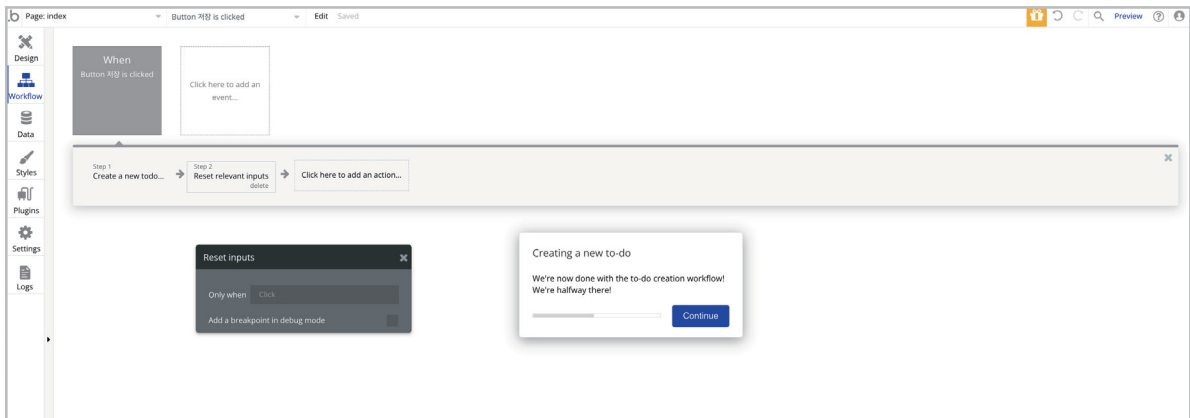 .b Page: index
Button 저장 is clicked
Edit Saved
Preview
Design
Workflow
Data
Styles
Plugins
Settings
Logs
When
Button 저장 is clicked
Click here to add an
event...
Step 1
Create a new todo...
Step 2
Reset relevant inputs
delete
Click here to add an action...
Reset inputs
Only when Click
Add a breakpoint in debug mode
Creating a new to-do
We're now done with the to-do creation workflow!
We're halfway there!
Continue